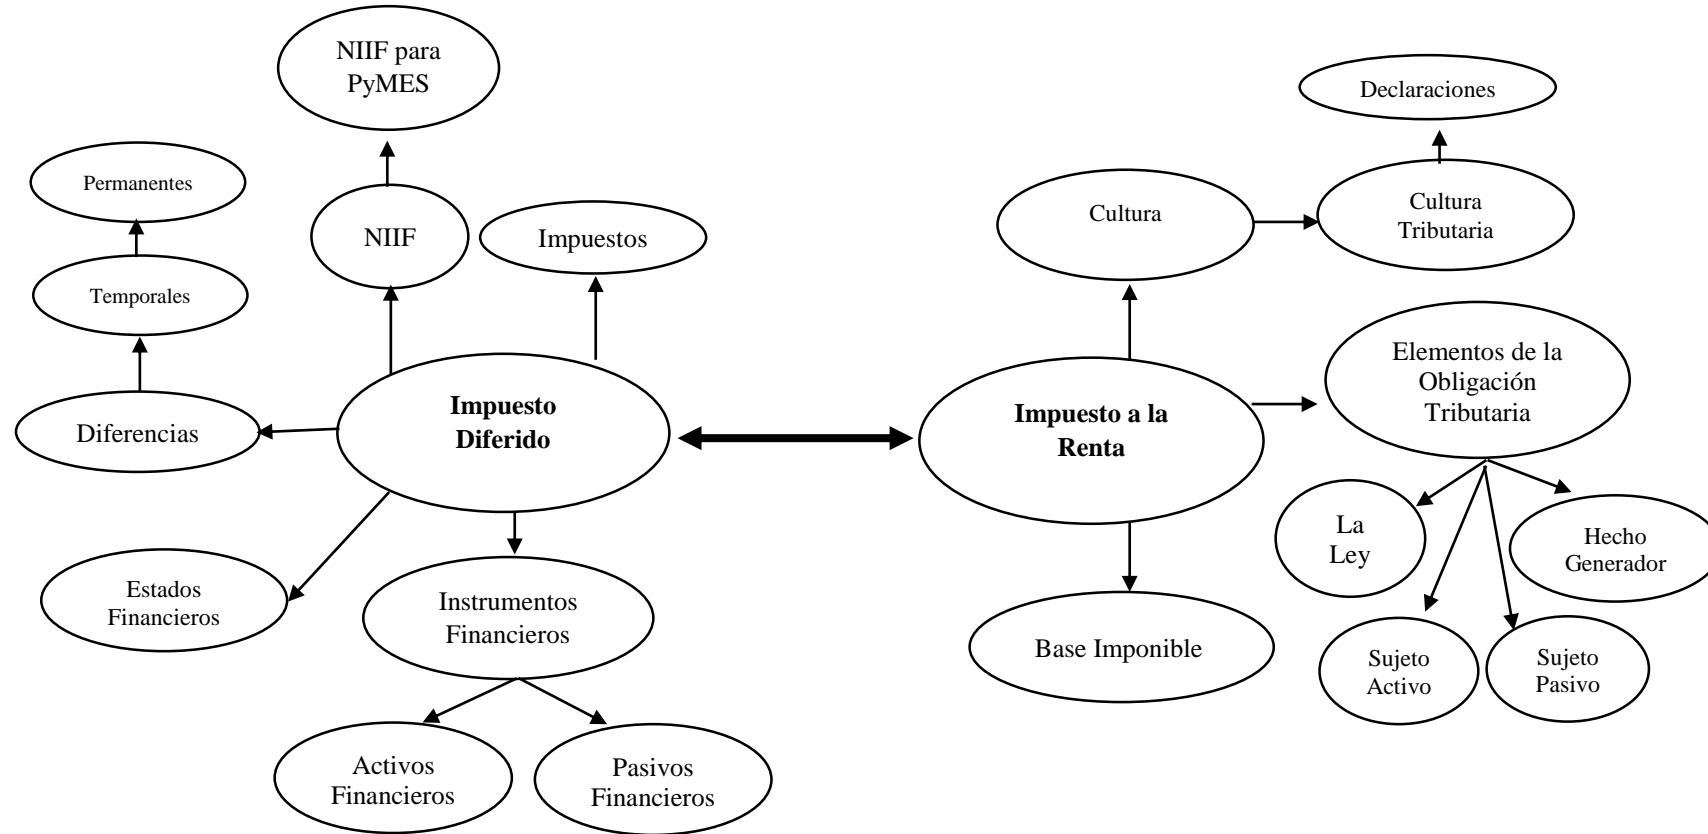 NIIF para
PyMES
Declaraciones
Permanentes
Cultura
Cultura
Tributaria
NIIF
Impuestos
Temporales
Elementos de la
Obligación
Tributaria
Diferencias
Impuesto
Diferido
Impuesto a la
Renta
La
Ley
Hecho
Generador
Estados
Financieros
Instrumentos
Financieros
Base Imponible
Sujeto
Activo
Sujeto
Pasivo
Activos
Financieros
Pasivos
Financieros